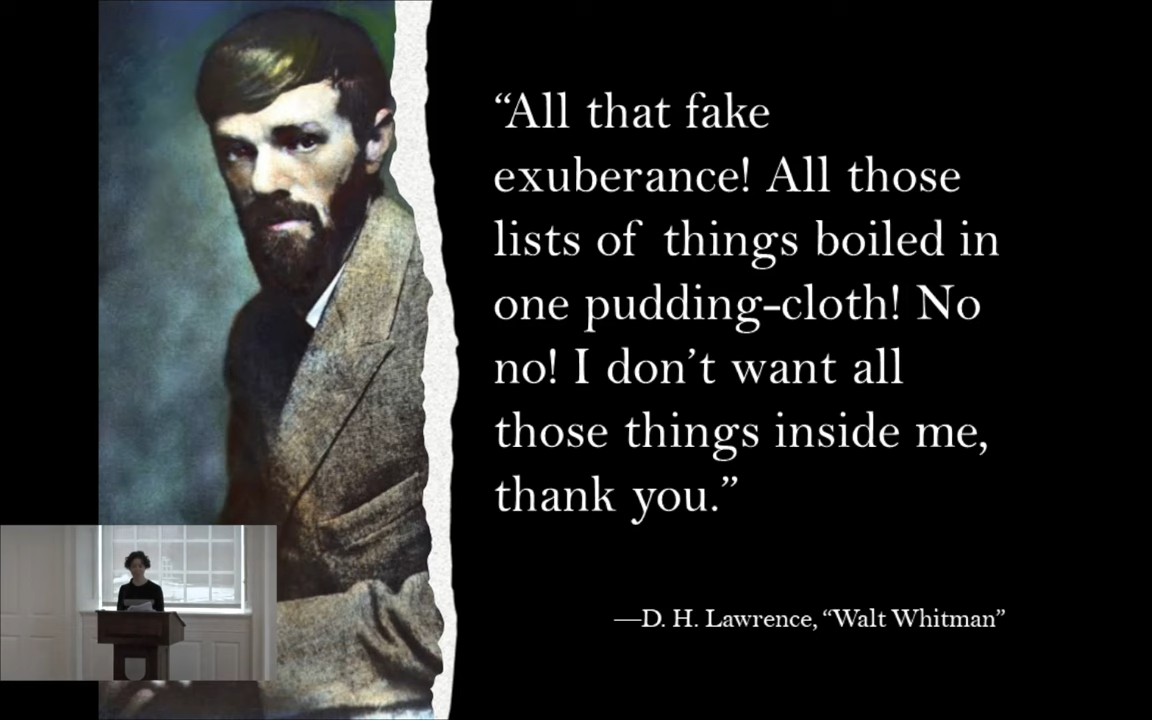 “All that fake
exuberance! All those
lists of things boiled in
one pudding-cloth! No
no! I don’t want all
those things inside me,
thank you.”
—D. H. Lawrence, “Walt Whitman”